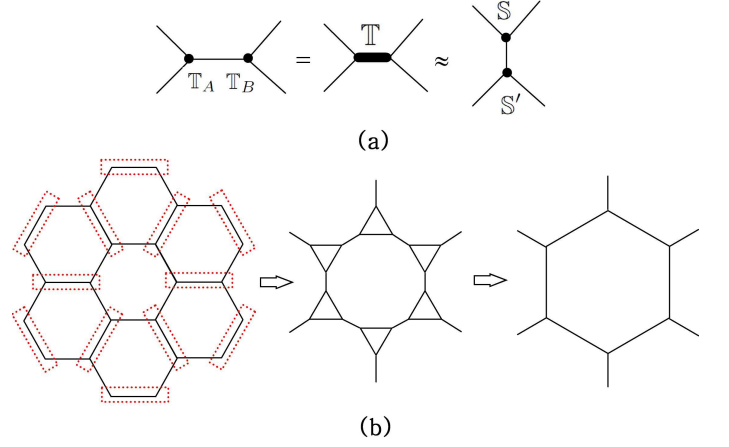 𝕋 𝕊
𝕋_A 𝕋_B = ≈ 𝕊′
(a)
(b)